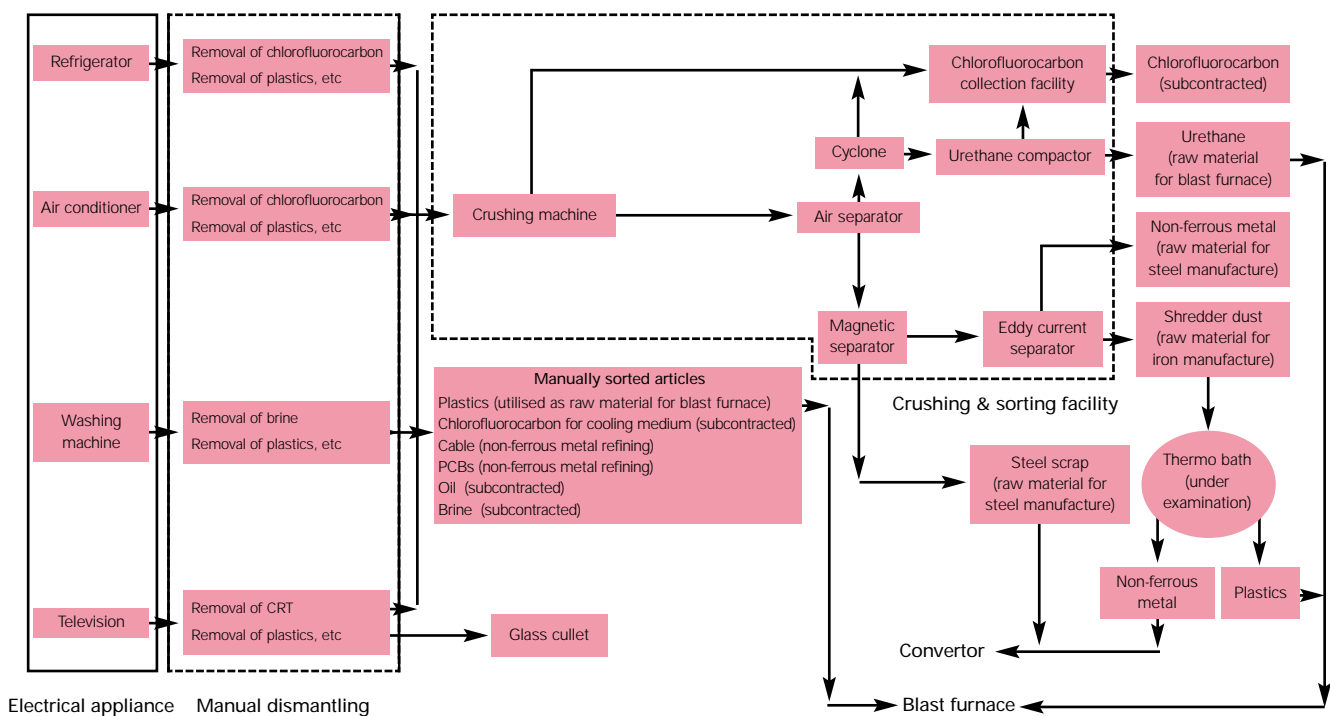 Refrigerator
Removal of chlorofluorocarbon
Removal of plastics, etc
Chlorofluorocarbon
collection facility
Chlorofluorocarbon
(subcontracted)
Cyclone
Urethane compactor
Urethane
(raw material
for blast furnace)
Air conditioner
Removal of chlorofluorocarbon
Removal of plastics, etc
Crushing machine
Air separator
Non-ferrous metal
(raw material for
steel manufacture)
Magnetic
separator
Eddy current
separator
Shredder dust
(raw material for
iron manufacture)
Crushing & sorting facility
Washing
machine
Removal of brine
Removal of plastics, etc
Manually sorted articles
Plastics (utilised as raw material for blast furnace)
Chlorofluorocarbon for cooling medium (subcontracted)
Cable (non-ferrous metal refining)
PCBs (non-ferrous metal refining)
Oil (subcontracted)
Brine (subcontracted)
Steel scrap
(raw material for
steel manufacture)
Thermo bath
(under
examination)
Non-ferrous
metal
Plastics
Television
Removal of CRT
Removal of plastics, etc
Glass cullet
Convertor
Blast furnace
Electrical appliance
Manual dismantling